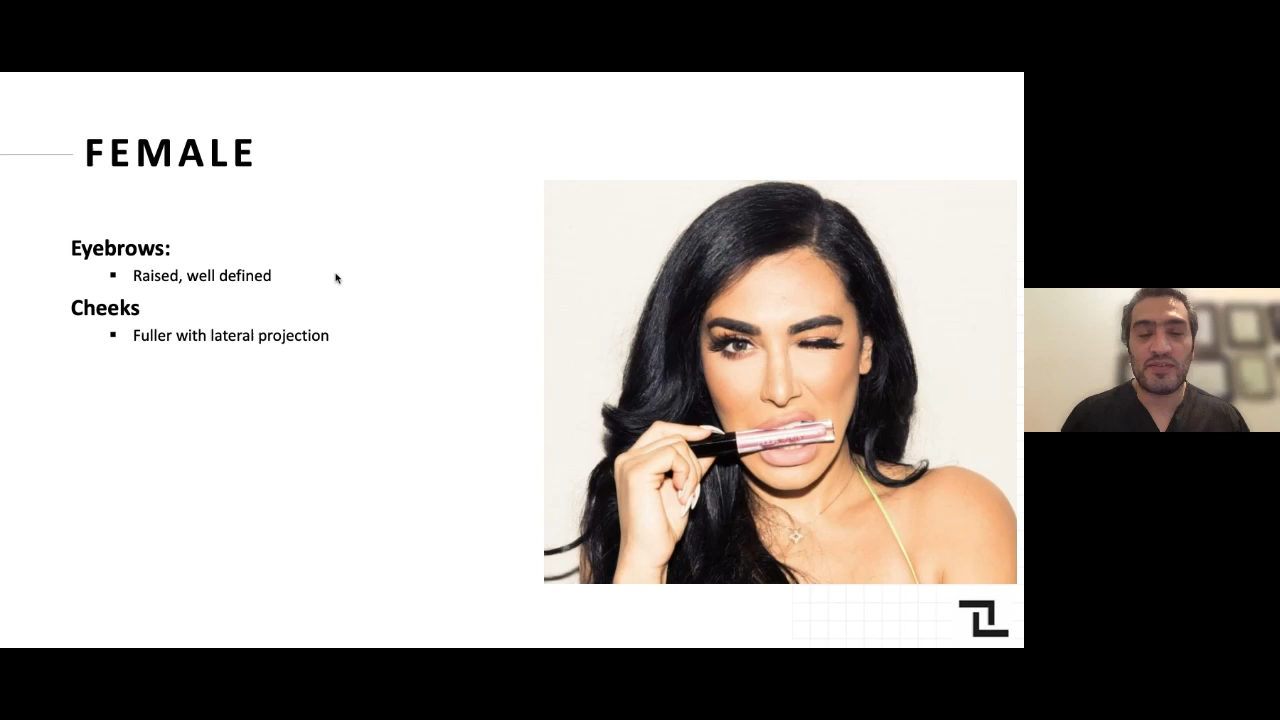 FEMALE
Eyebrows:
Raised, well defined
Cheeks
Fuller with lateral projection